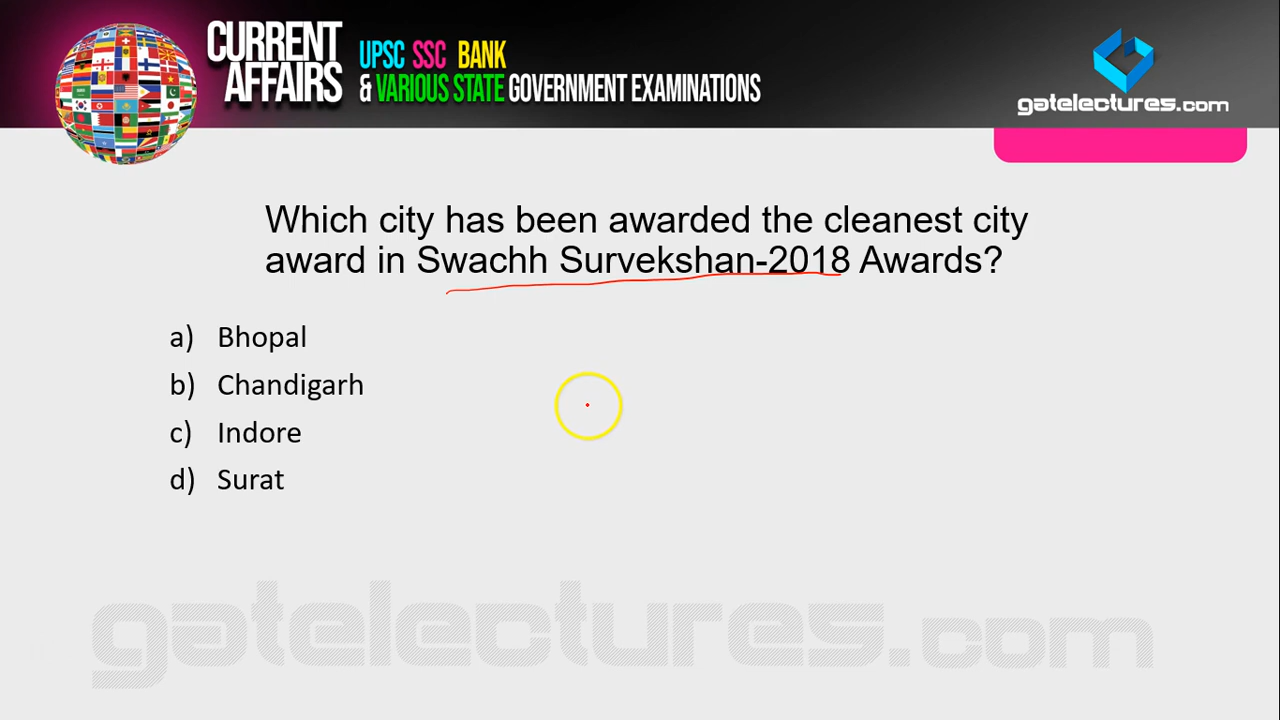 CURRENT
AFFAIRS
UPSC SSC BANK
& VARIOUS STATE GOVERNMENT EXAMINATIONS
gatelectures.com
Which city has been awarded the cleanest city
award in Swachh Survekshan-2018 Awards?
a) Bhopal
b) Chandigarh
c) Indore
d) Surat
gatelectures.com